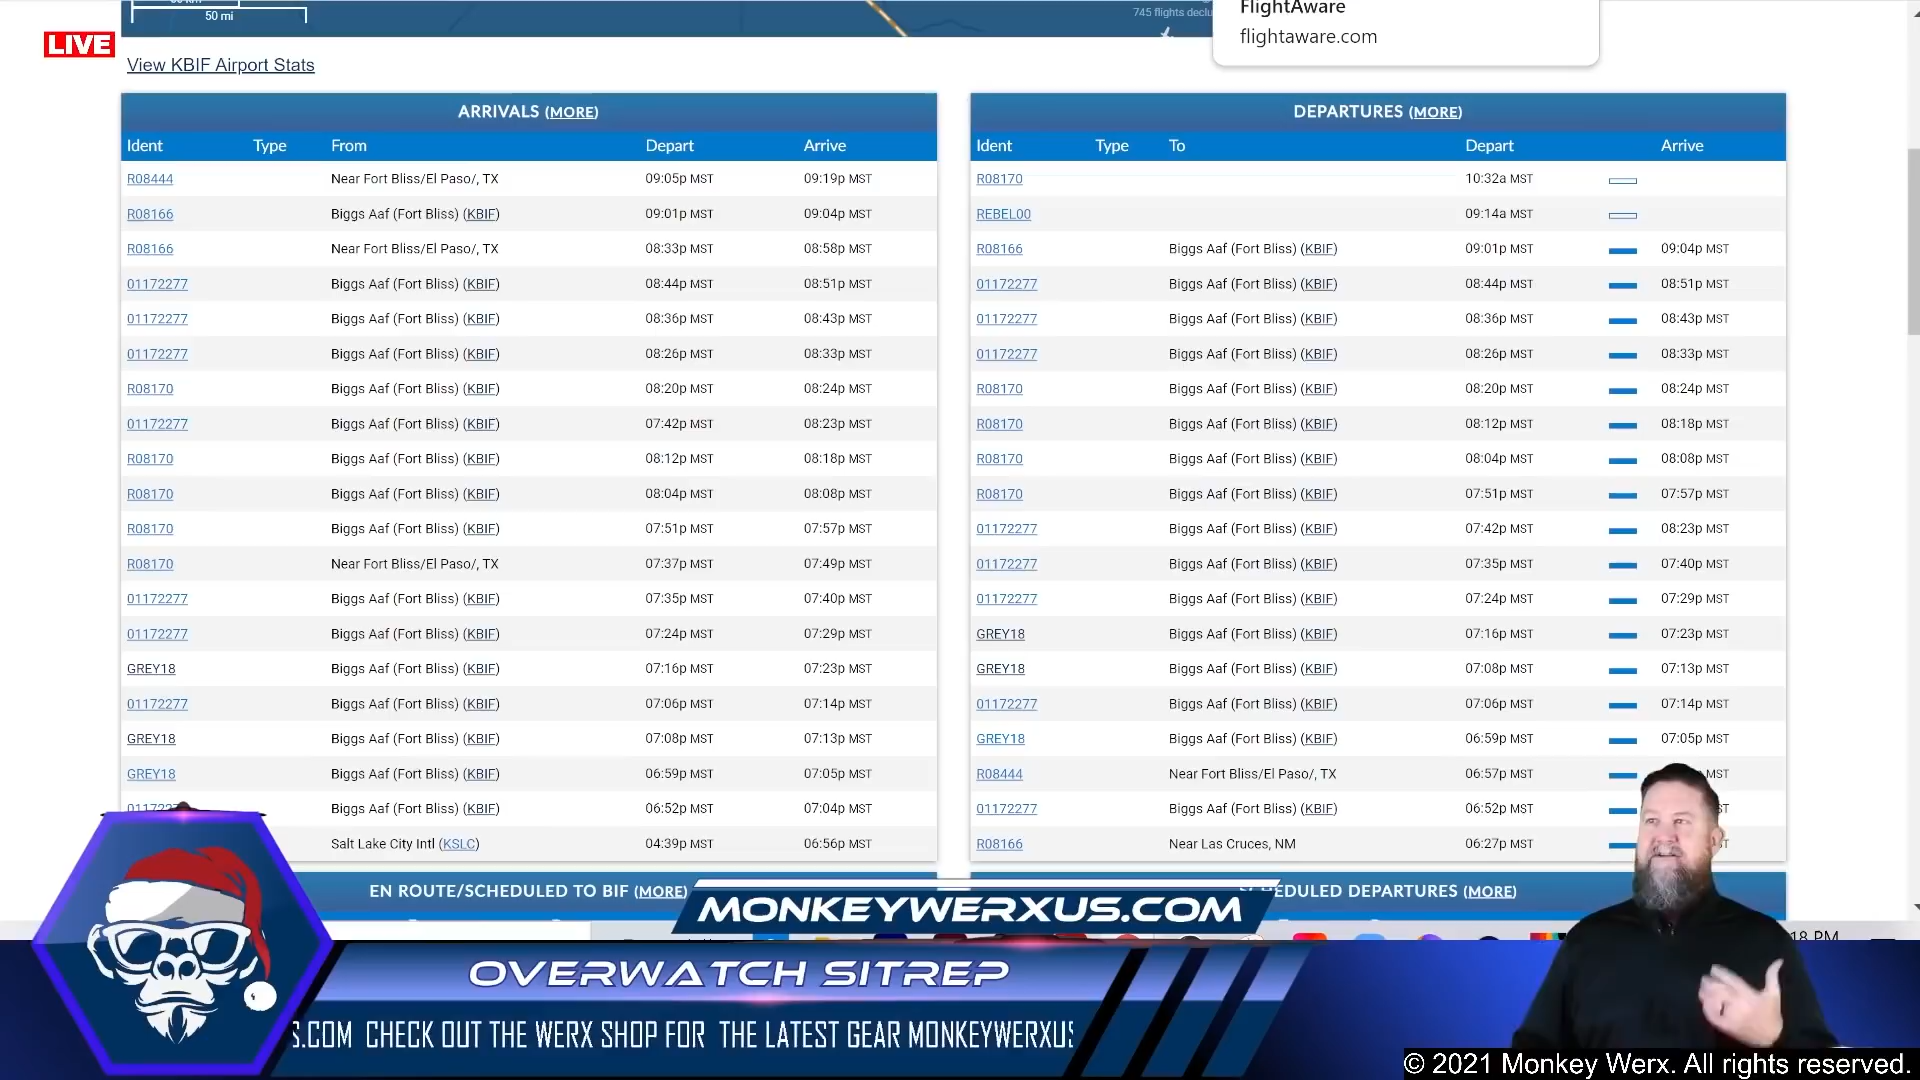 50 mi
745 flights
FlightAware
flightaware.com
LIVE
View KBIF Airport Stats
ARRIVALS (MORE)
Ident Type From Depart Arrive
R08444 Near Fort Bliss/El Paso/, TX 09:05p MST 09:19p MST
R08166 Biggs Aaf (Fort Bliss) (KBIF) 09:01p MST 09:04p MST
R08166 Near Fort Bliss/El Paso/, TX 08:33p MST 08:58p MST
01172277 Biggs Aaf (Fort Bliss) (KBIF) 08:44p MST 08:51p MST
01172277 Biggs Aaf (Fort Bliss) (KBIF) 08:36p MST 08:43p MST
01172277 Biggs Aaf (Fort Bliss) (KBIF) 08:26p MST 08:33p MST
R08170 Biggs Aaf (Fort Bliss) (KBIF) 08:20p MST 08:24p MST
01172277 Biggs Aaf (Fort Bliss) (KBIF) 07:42p MST 08:23p MST
R08170 Biggs Aaf (Fort Bliss) (KBIF) 08:12p MST 08:18p MST
R08170 Biggs Aaf (Fort Bliss) (KBIF) 08:04p MST 08:08p MST
R08170 Biggs Aaf (Fort Bliss) (KBIF) 07:51p MST 07:57p MST
R08170 Near Fort Bliss/El Paso/, TX 07:37p MST 07:49p MST
01172277 Biggs Aaf (Fort Bliss) (KBIF) 07:35p MST 07:40p MST
01172277 Biggs Aaf (Fort Bliss) (KBIF) 07:24p MST 07:29p MST
GREY18 Biggs Aaf (Fort Bliss) (KBIF) 07:16p MST 07:23p MST
01172277 Biggs Aaf (Fort Bliss) (KBIF) 07:06p MST 07:14p MST
GREY18 Biggs Aaf (Fort Bliss) (KBIF) 07:08p MST 07:13p MST
GREY18 Biggs Aaf (Fort Bliss) (KBIF) 06:59p MST 07:05p MST
Biggs Aaf (Fort Bliss) (KBIF) 06:52p MST 07:04p MST
Salt Lake City Intl (KSLC) 04:39p MST 06:56p MST
EN ROUTE/SCHEDULED TO BIF (MORE)
DEPARTURES (MORE)
Ident Type To Depart Arrive
R08170 10:32a MST
REBEL00 09:14a MST
R08166 Biggs Aaf (Fort Bliss) (KBIF) 09:01p MST 09:04p MST
01172277 Biggs Aaf (Fort Bliss) (KBIF) 08:44p MST 08:51p MST
01172277 Biggs Aaf (Fort Bliss) (KBIF) 08:36p MST 08:43p MST
01172277 Biggs Aaf (Fort Bliss) (KBIF) 08:26p MST 08:33p MST
R08170 Biggs Aaf (Fort Bliss) (KBIF) 08:20p MST 08:24p MST
R08170 Biggs Aaf (Fort Bliss) (KBIF) 08:12p MST 08:18p MST
R08170 Biggs Aaf (Fort Bliss) (KBIF) 08:04p MST 08:08p MST
R08170 Biggs Aaf (Fort Bliss) (KBIF) 07:51p MST 07:57p MST
01172277 Biggs Aaf (Fort Bliss) (KBIF) 07:42p MST 08:23p MST
01172277 Biggs Aaf (Fort Bliss) (KBIF) 07:35p MST 07:40p MST
01172277 Biggs Aaf (Fort Bliss) (KBIF) 07:24p MST 07:29p MST
GREY18 Biggs Aaf (Fort Bliss) (KBIF) 07:16p MST 07:23p MST
GREY18 Biggs Aaf (Fort Bliss) (KBIF) 07:08p MST 07:13p MST
01172277 Biggs Aaf (Fort Bliss) (KBIF) 07:06p MST 07:14p MST
GREY18 Biggs Aaf (Fort Bliss) (KBIF) 06:59p MST 07:05p MST
R08444 Near Fort Bliss/El Paso/, TX 06:57p MST MST
01172277 Biggs Aaf (Fort Bliss) (KBIF) 06:52p MST
R08166 Near Las Cruces, NM 06:27p MST
DEPARTURES (MORE)
18 PM
MONKEYWERXUS.COM
OVERWATCH SITREP
S.COM CHECK OUT THE WERX SHOP FOR THE LATEST GEAR MONKEYWERXUS
© 2021 Monkey Werx. All rights reserved.